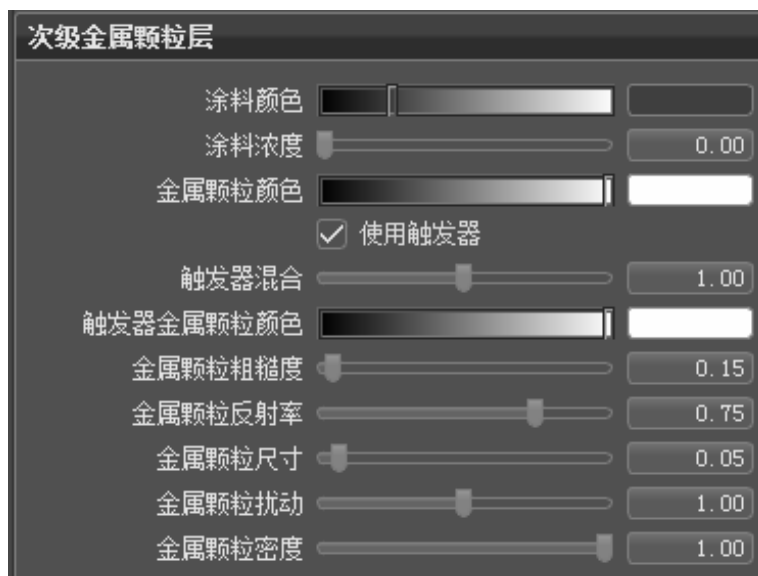 次级金属颗粒层
涂料颜色
涂料浓度 0.00
金属颗粒颜色
使用触发器
触发器混合 1.00
触发器金属颗粒颜色
金属颗粒粗糙度 0.15
金属颗粒反射率 0.75
金属颗粒尺寸 0.05
金属颗粒扰动 1.00
金属颗粒密度 1.00